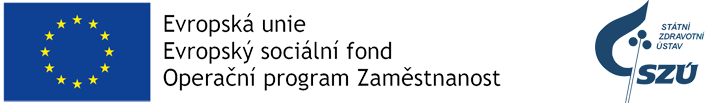 Evropská unie
Evropský sociální fond
Operační program Zaměstnanost
STÁTNÍ
ZDRAVOTNÍ
ÚSTAV
SZÚ